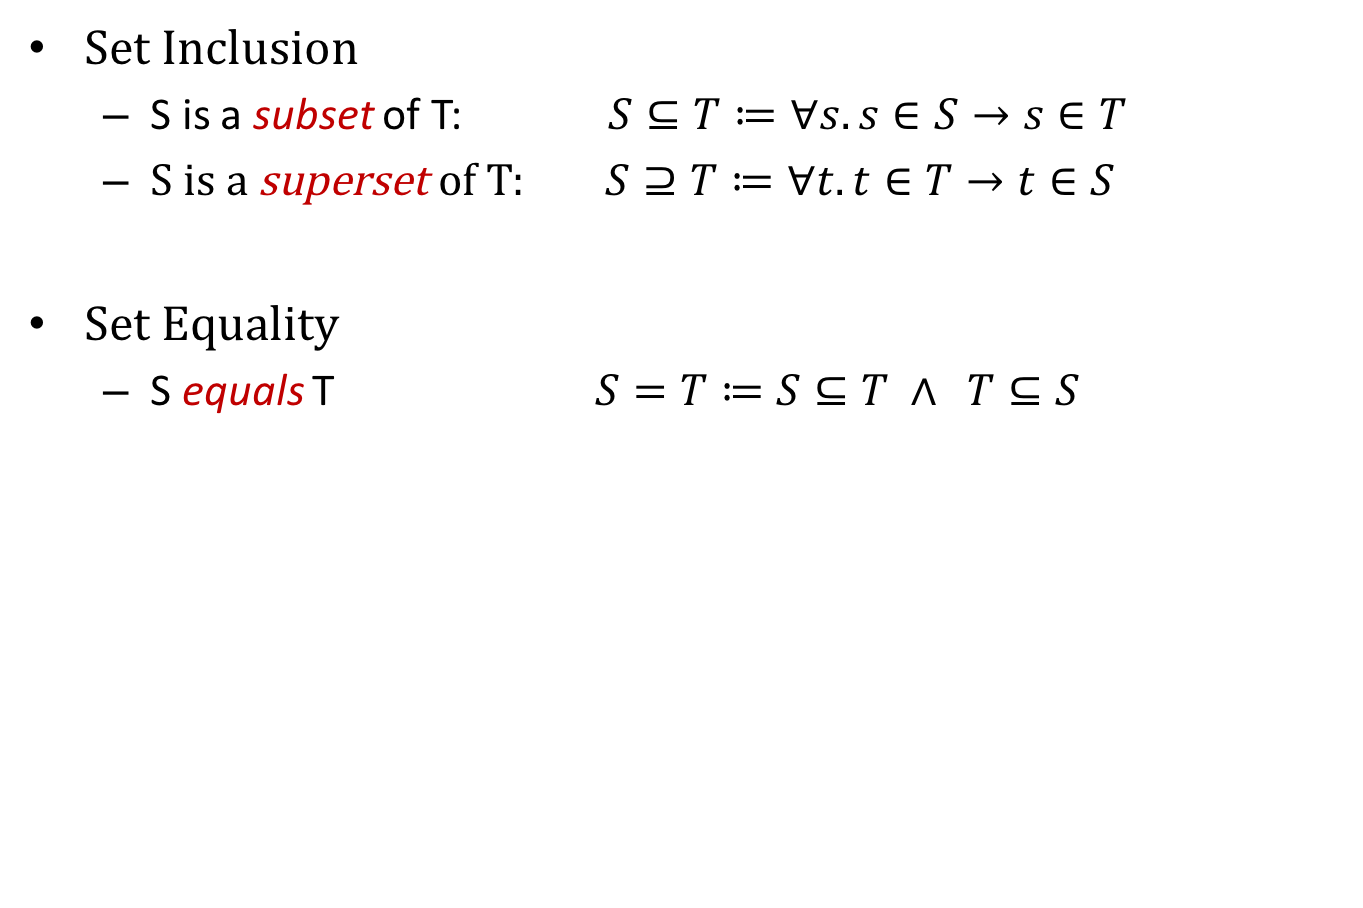 • Set Inclusion
– S is a subset of T: S ⊆ T ≔ ∀s. s ∈ S → s ∈ T
– S is a superset of T: S ⊇ T ≔ ∀t. t ∈ T → t ∈ S
• Set Equality
– S equals T S = T ≔ S ⊆ T ∧ T ⊆ S